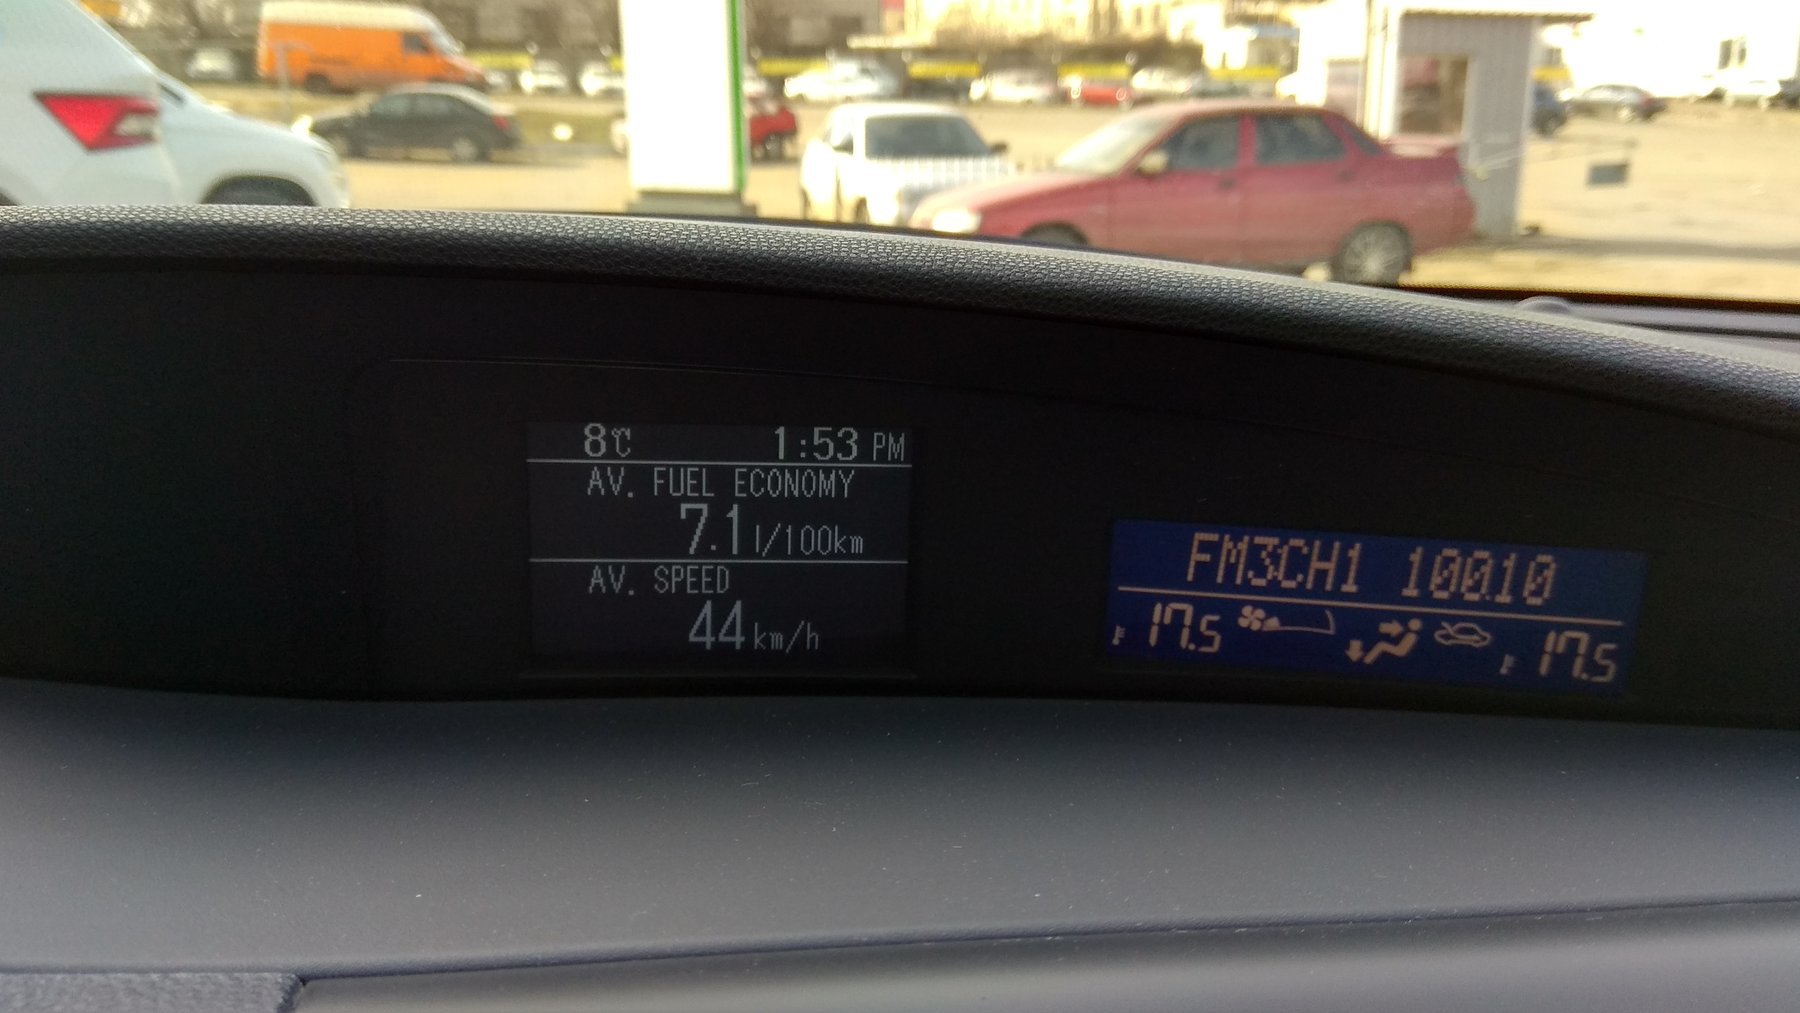 8℃ 1:53 PM
AV. FUEL ECONOMY
7.1 l/100km
AV. SPEED
44 km/h
FM3CH1 100.10
17.5 17.5